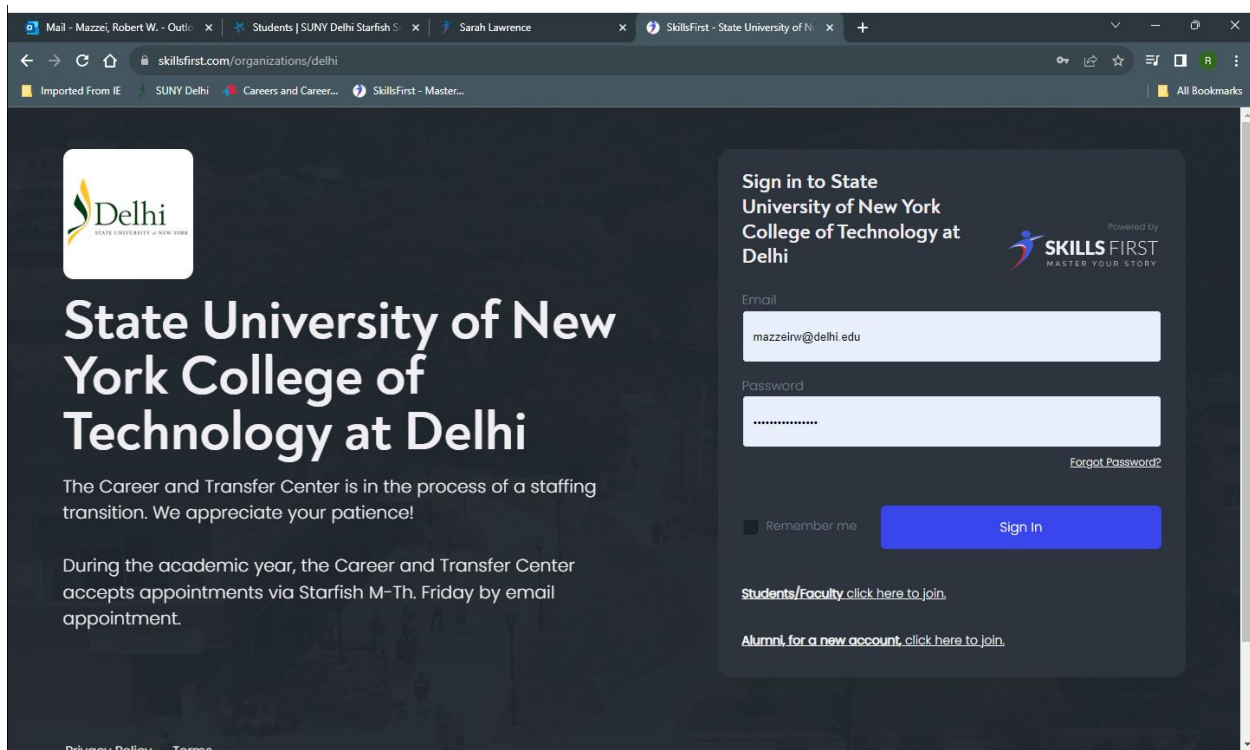 Mail - Mazzei, Robert W. - Outlo
Students | SUNY Delhi Starfish S
Sarah Lawrence
SkillsFirst - State University of N
skillsfirst.com/organizations/delhi
R
Imported From IE
SUNY Delhi
Careers and Career...
SkillsFirst - Master...
All Bookmarks
Delhi
STATE UNIVERSITY of NEW YORK
State University of New
York College of
Technology at Delhi
The Career and Transfer Center is in the process of a staffing
transition. We appreciate your patience!
During the academic year, the Career and Transfer Center
accepts appointments via Starfish M-Th. Friday by email
appointment.
Privacy Policy Terms
Sign in to State
University of New York
College of Technology at
Delhi
Powered by
SKILLS FIRST
MASTER YOUR STORY
Email
mazzeirw@delhi.edu
Password
••••••••••••••••
Forgot Password?
Remember me
Sign In
Students/Faculty click here to join.
Alumni, for a new account, click here to join.